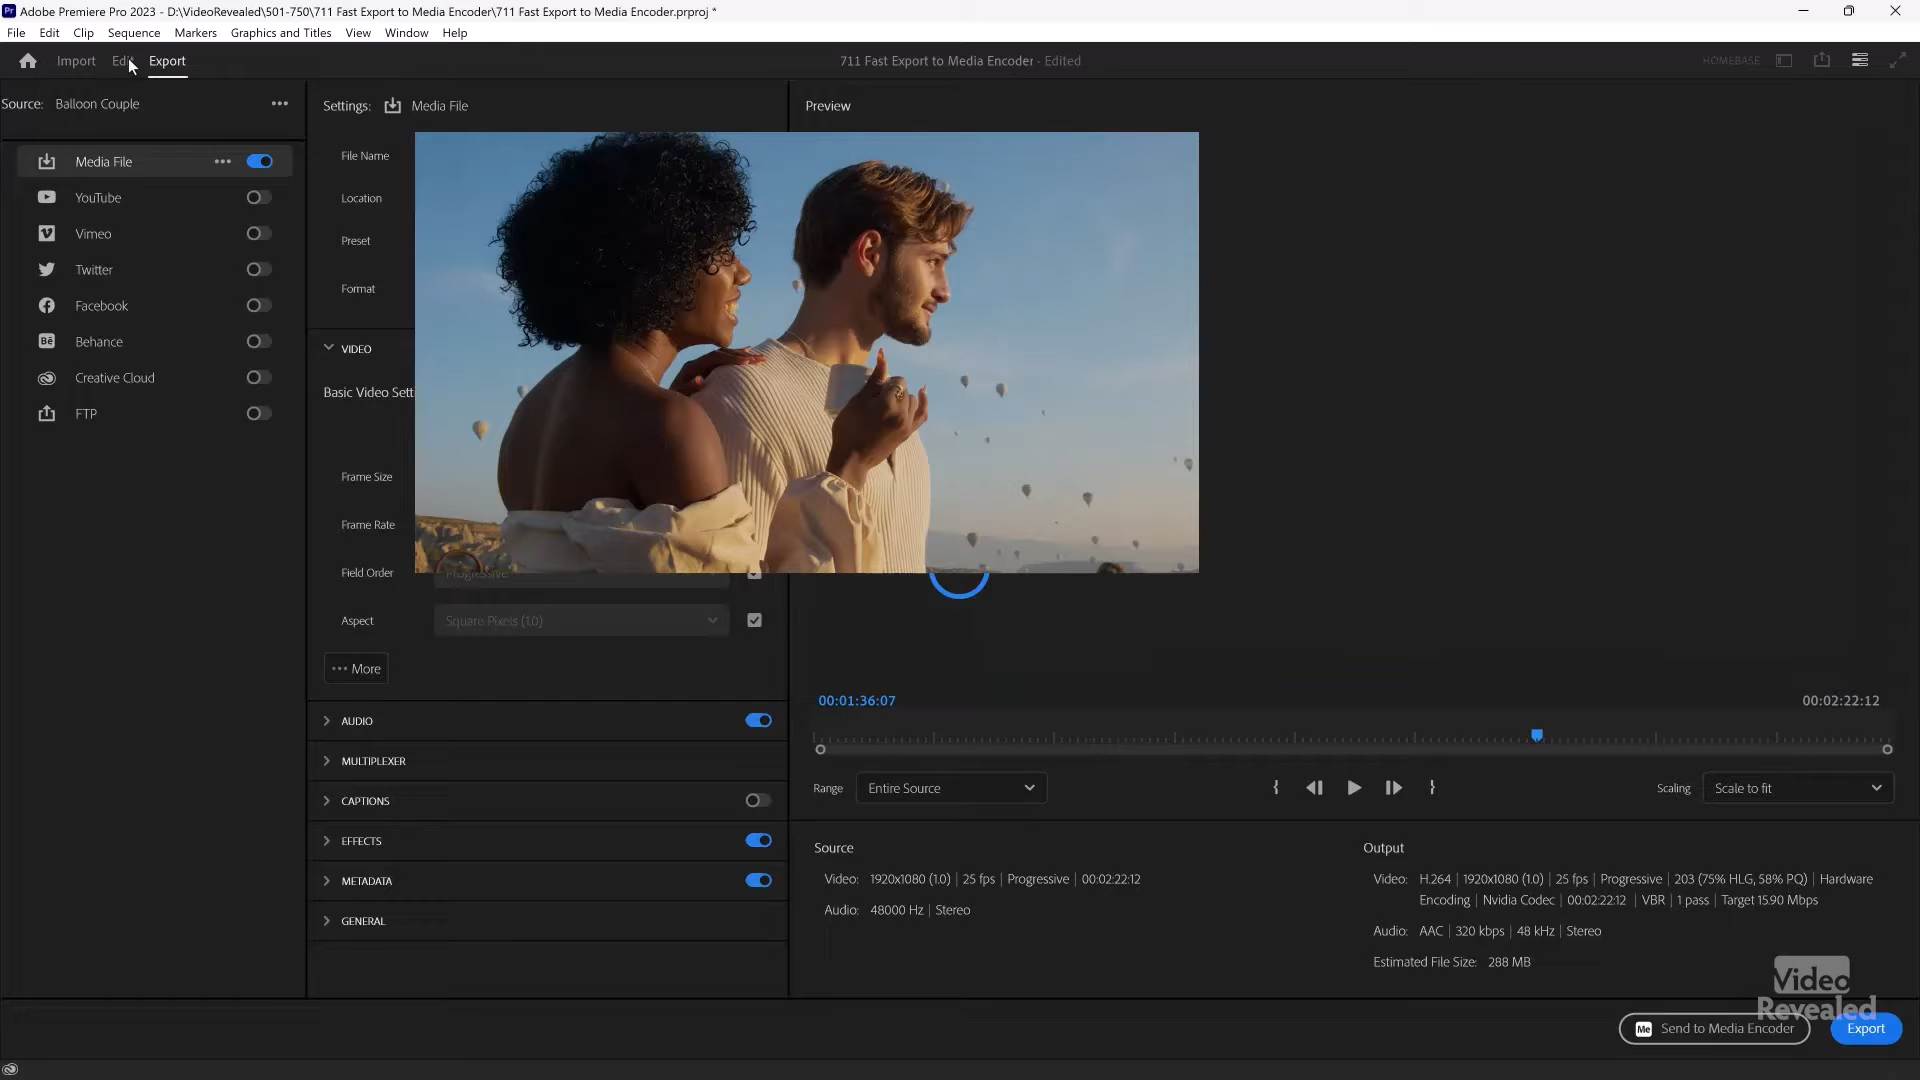 Adobe Premiere Pro 2023 - D:\VideoRevealed\501-750\711 Fast Export to Media Encoder\711 Fast Export to Media Encoder.prproj *
File Edit Clip Sequence Markers Graphics and Titles View Window Help
Import Edit Export
711 Fast Export to Media Encoder - Edited
HOMEBASE
Source: Balloon Couple
Media File
YouTube
Vimeo
Twitter
Facebook
Behance
Creative Cloud
FTP
Settings: Media File
File Name
Location
Preset
Format
VIDEO
Basic Video Sett
Frame Size
Frame Rate
Field Order Progressive
Aspect Square Pixels (1.0)
More
AUDIO
MULTIPLEXER
CAPTIONS
EFFECTS
METADATA
GENERAL
Preview
00:01:36:07 00:02:22:12
Range Entire Source Scaling Scale to fit
Source
Video: 1920x1080 (1.0) | 25 fps | Progressive | 00:02:22:12
Audio: 48000 Hz | Stereo
Output
Video: H.264 | 1920x1080 (1.0) | 25 fps | Progressive | 203 (75% HLG, 58% PQ) | Hardware
Encoding | Nvidia Codec | 00:02:22:12 | VBR | 1 pass | Target 15.90 Mbps
Audio: AAC | 320 kbps | 48 kHz | Stereo
Estimated File Size: 288 MB
Video
Revealed
Me Send to Media Encoder Export